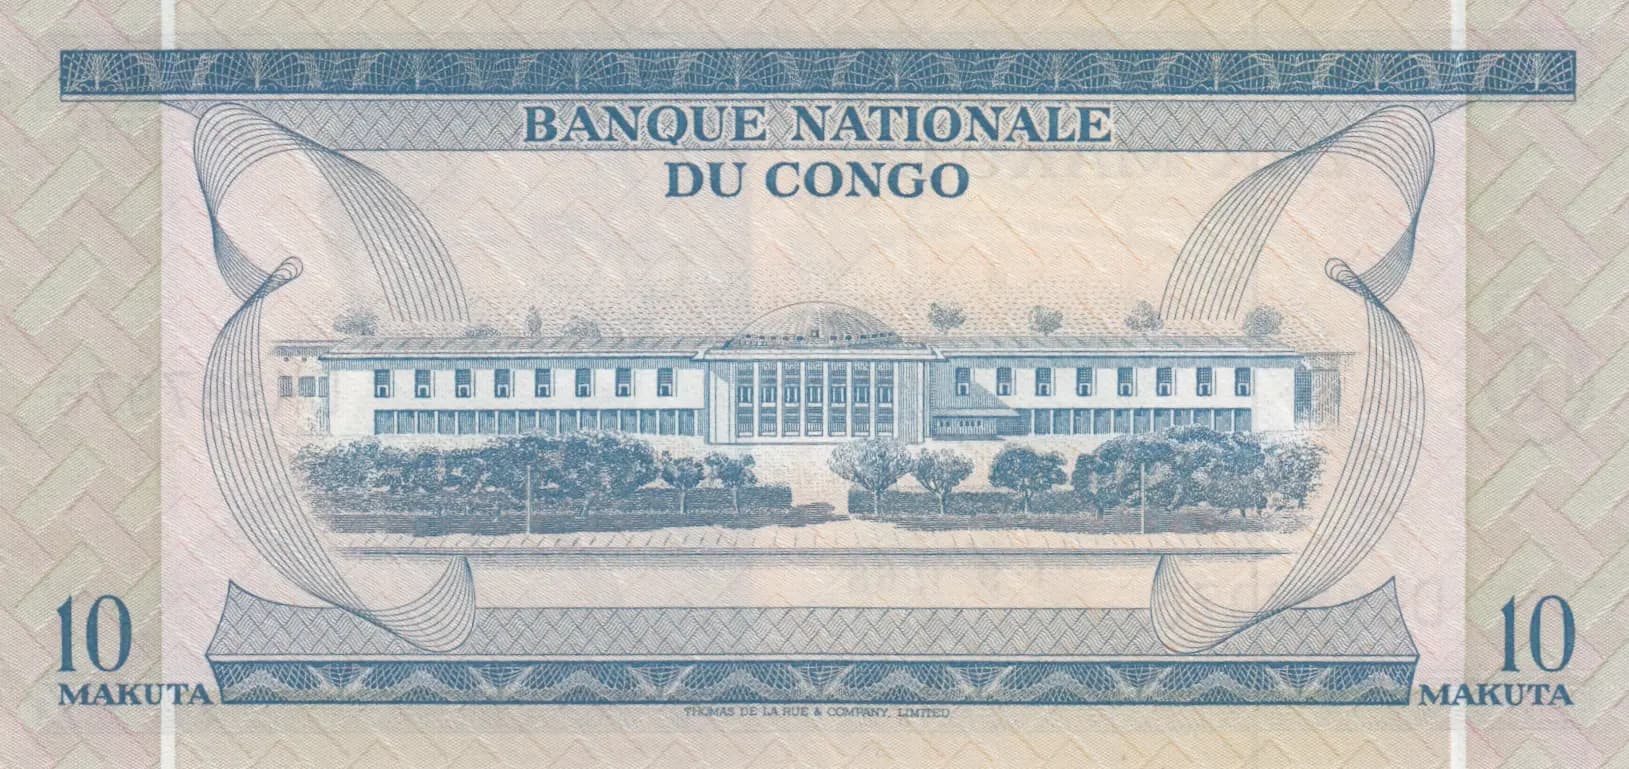 BANQUE NATIONALE
DU CONGO
10
MAKUTA
10
MAKUTA
THOMAS DE LA RUE & COMPANY, LIMITED